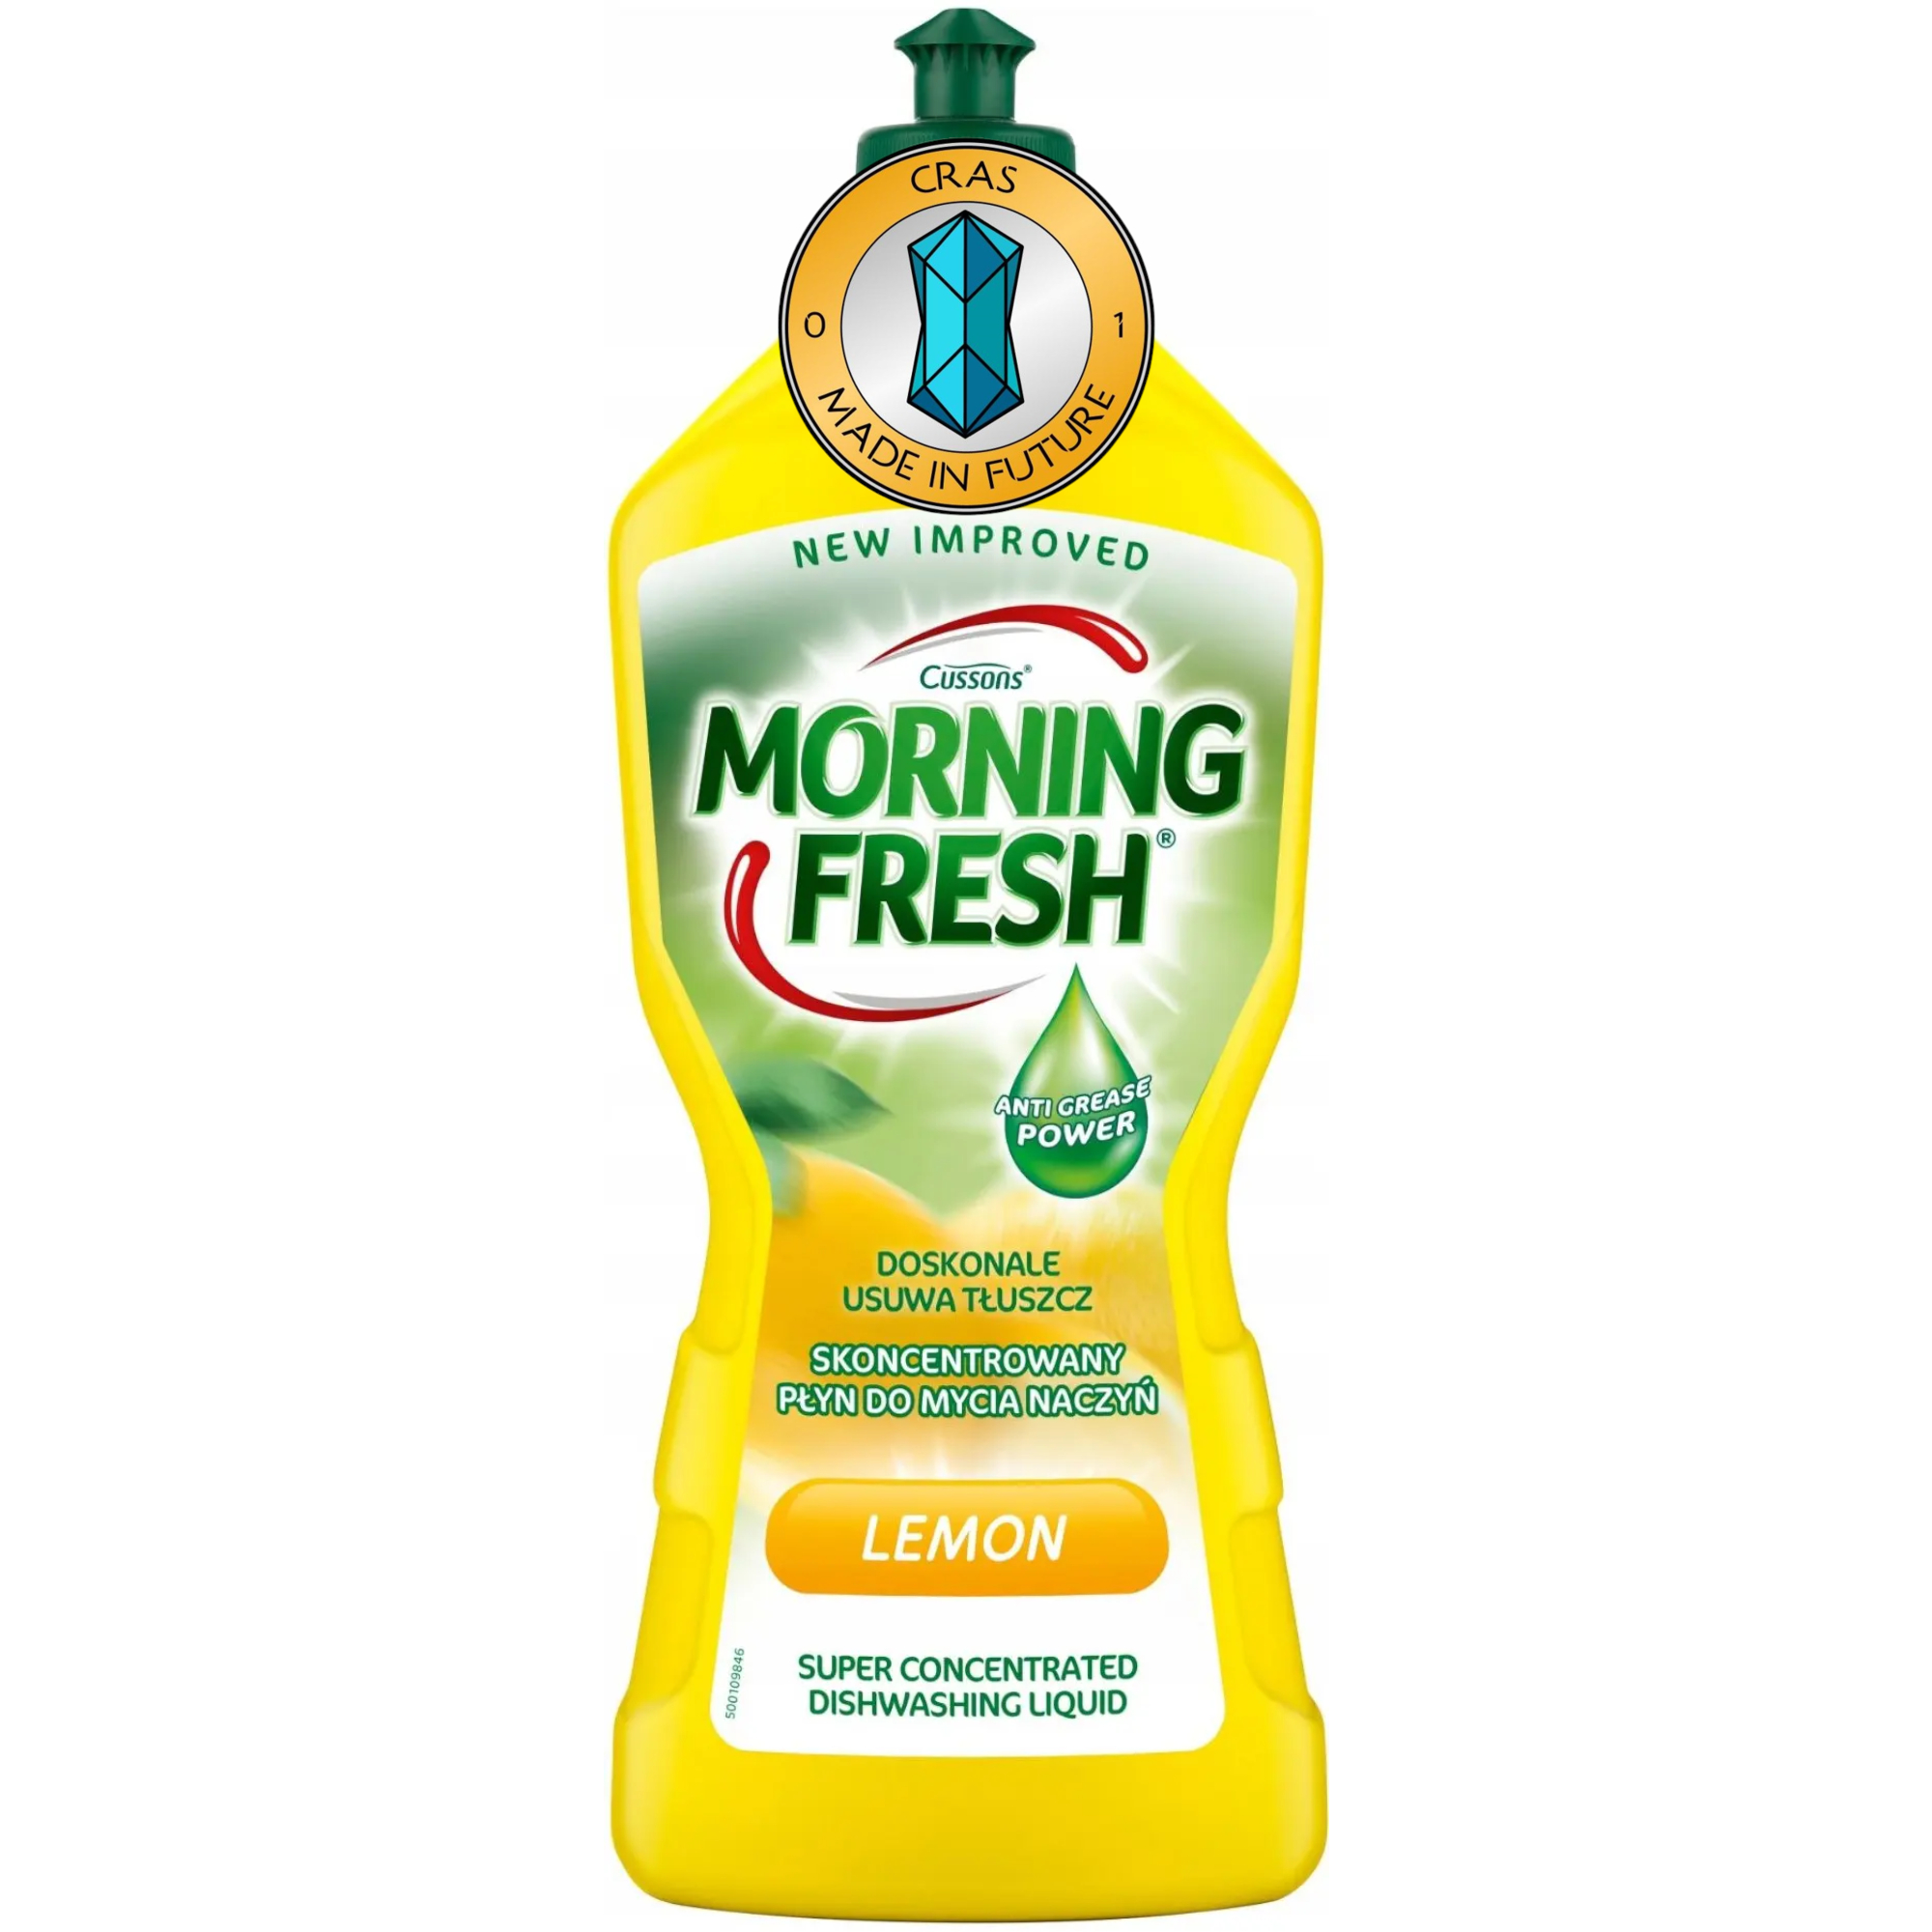 CRAS
0 1
MADE IN FUTURE
NEW IMPROVED
Cussons®
MORNING
FRESH®
ANTI GREASE
POWER
DOSKONALE
USUWA TŁUSZCZ
SKONCENTROWANY
PŁYN DO MYCIA NACZYŃ
LEMON
500109846
SUPER CONCENTRATED
DISHWASHING LIQUID